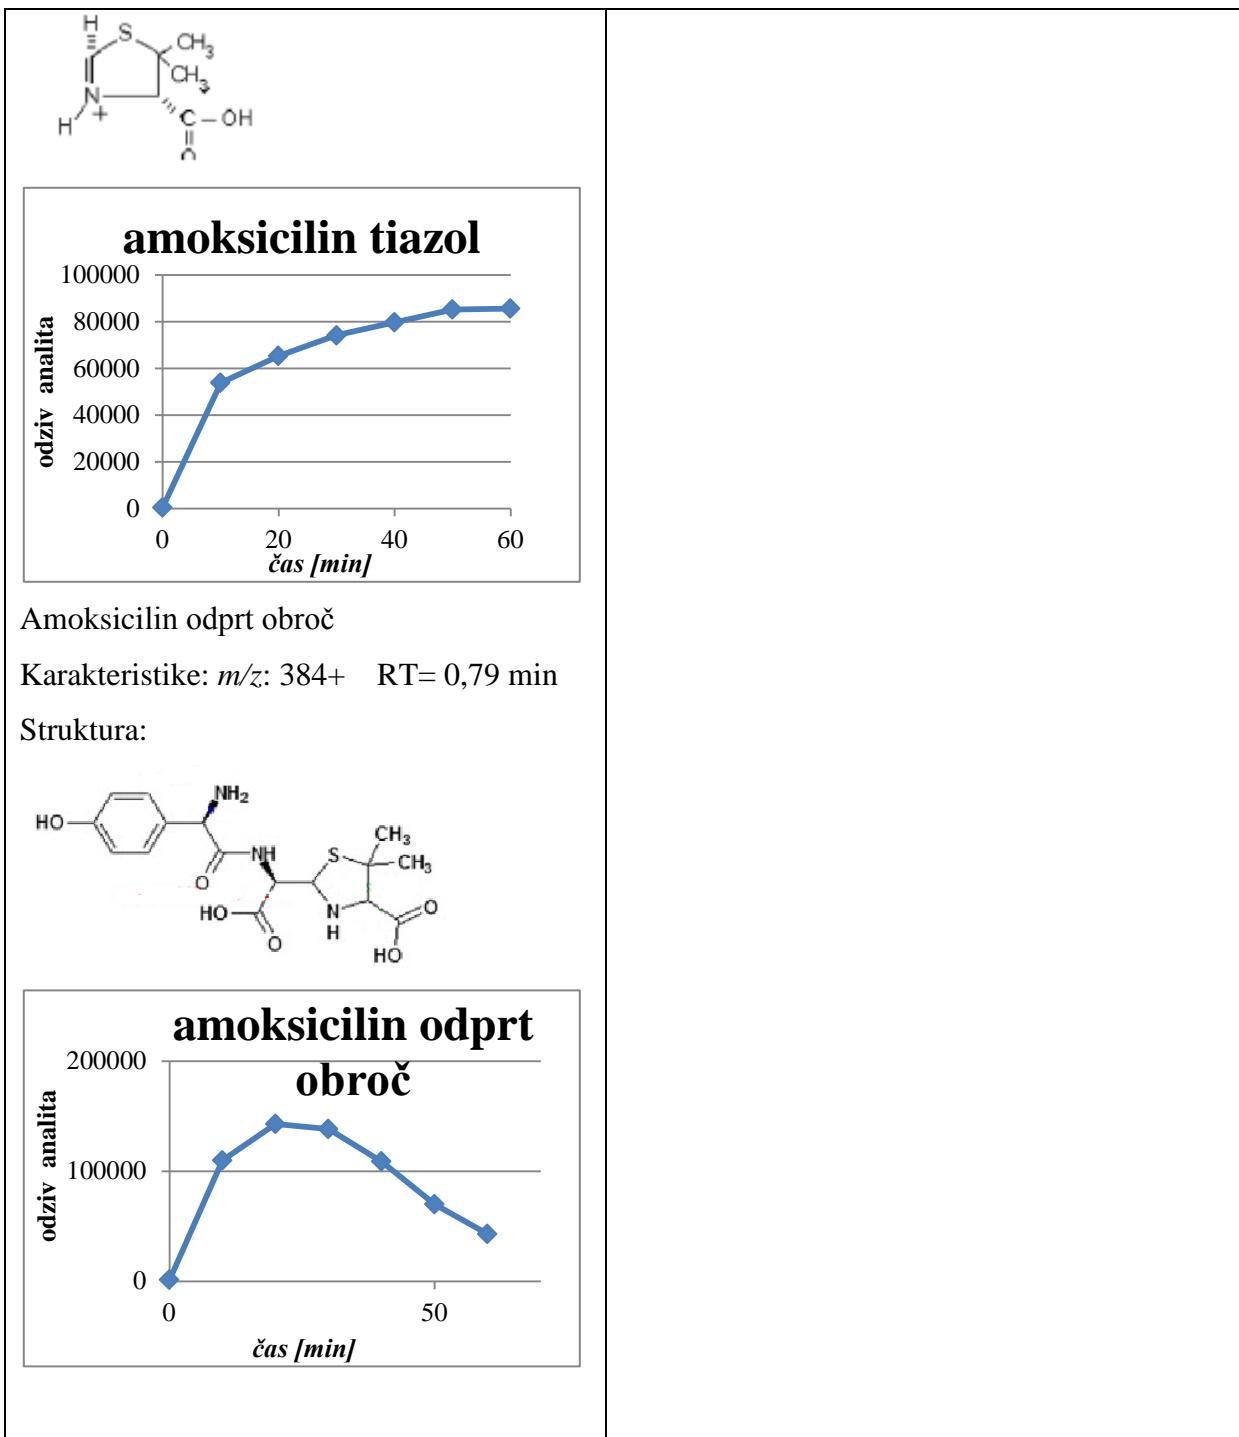 H
S
CH3
CH3
N
+
H
C-OH
O
amoksicilin tiazol
100000
80000
60000
40000
20000
0
0 20 40 60
odziv analita
čas [min]
Amoksicilin odprt obroč
Karakteristike: m/z: 384+ RT= 0,79 min
Struktura:
NH2
HO
CH3
S
CH3
NH
O
HO
O
N
H
O
HO
amoksicilin odprt
obroč
200000
100000
0
0 50
odziv analita
čas [min]